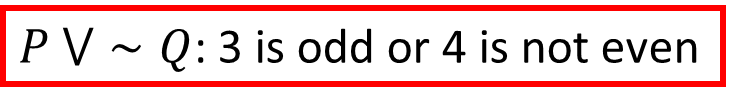 P ∨ ~ Q: 3 is odd or 4 is not even